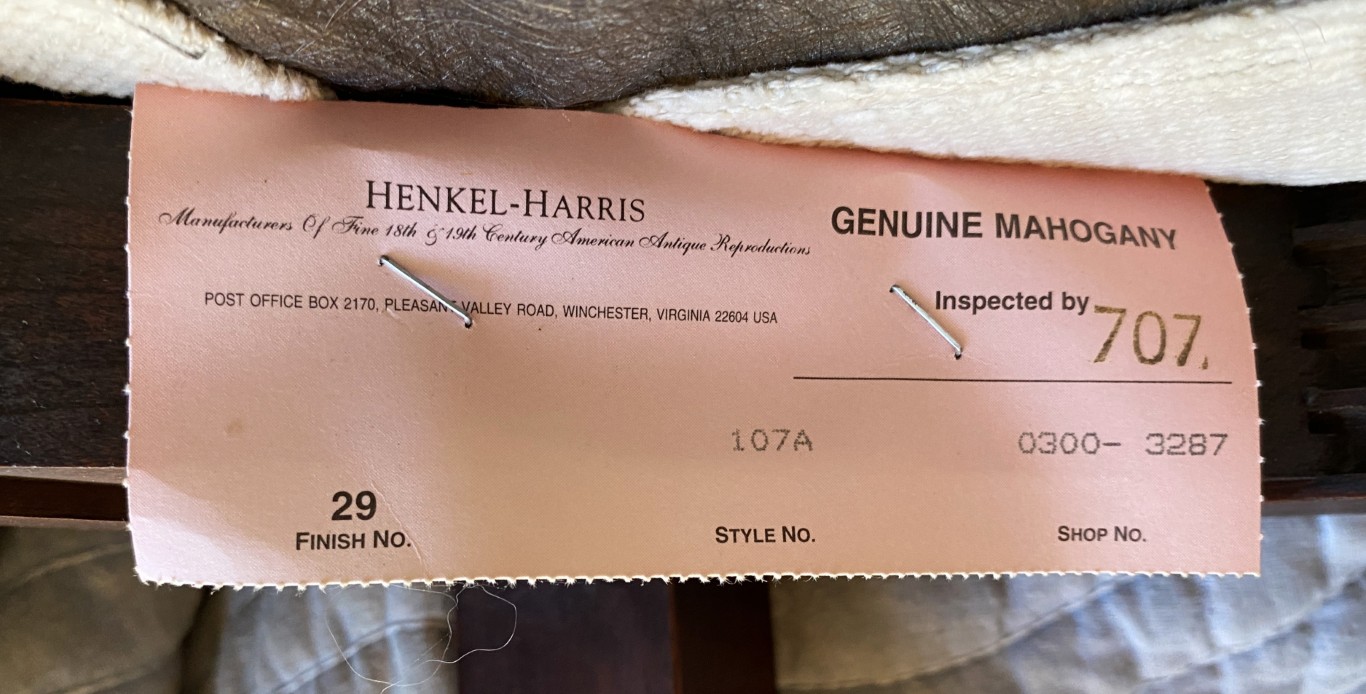 HENKEL-HARRIS
Manufacturers Of Fine 18th & 19th Century American Antique Reproductions
POST OFFICE BOX 2170, PLEASANT VALLEY ROAD, WINCHESTER, VIRGINIA 22604 USA
GENUINE MAHOGANY
Inspected by 707.
29
FINISH NO.
107A
STYLE NO.
0300- 3287
SHOP NO.